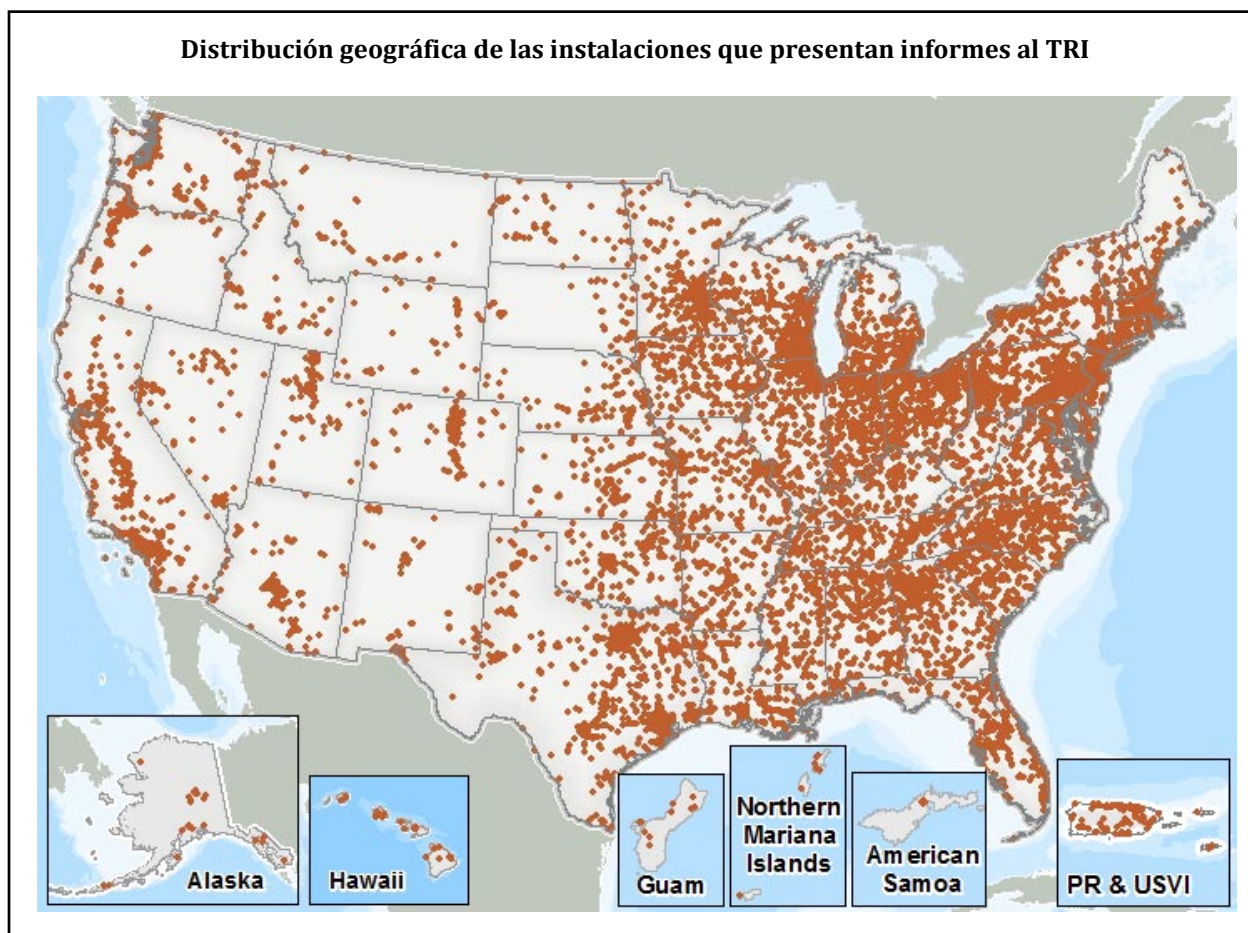 Distribución geográfica de las instalaciones que presentan informes al TRI
Alaska
Hawaii
Guam
Northern
Mariana
Islands
American
Samoa
PR & USVI